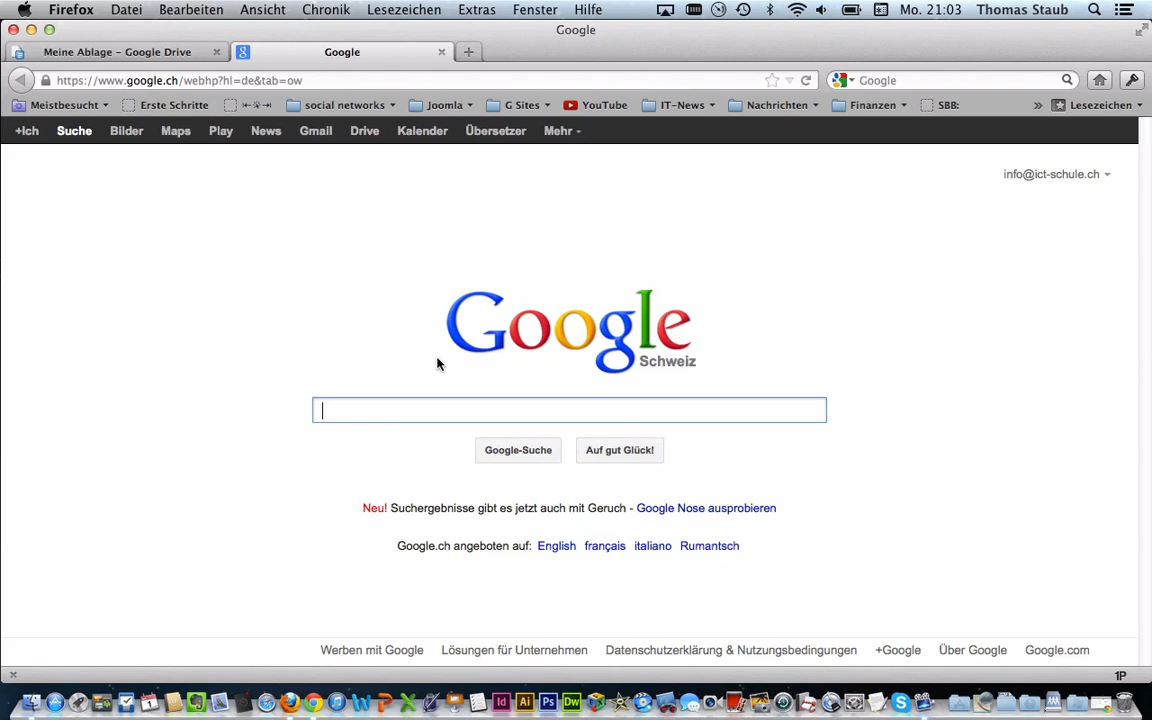 Firefox Datei Bearbeiten Ansicht Chronik Lesezeichen Extras Fenster Hilfe Mo. 21:03 Thomas Staub
Google
Meine Ablage – Google Drive Google
https://www.google.ch/webhp?hl=de&tab=ow Google
Meistbesucht Erste Schritte social networks Joomla G Sites YouTube IT-News Nachrichten Finanzen SBB: » Lesezeichen
+Ich Suche Bilder Maps Play News Gmail Drive Kalender Übersetzer Mehr
info@ict-schule.ch
Google
Schweiz
Google-Suche Auf gut Glück!
Neu! Suchergebnisse gibt es jetzt auch mit Geruch - Google Nose ausprobieren
Google.ch angeboten auf: English français italiano Rumantsch
Werben mit Google Lösungen für Unternehmen Datenschutzerklärung & Nutzungsbedingungen +Google Über Google Google.com
1P
Id Ai Ps Dw